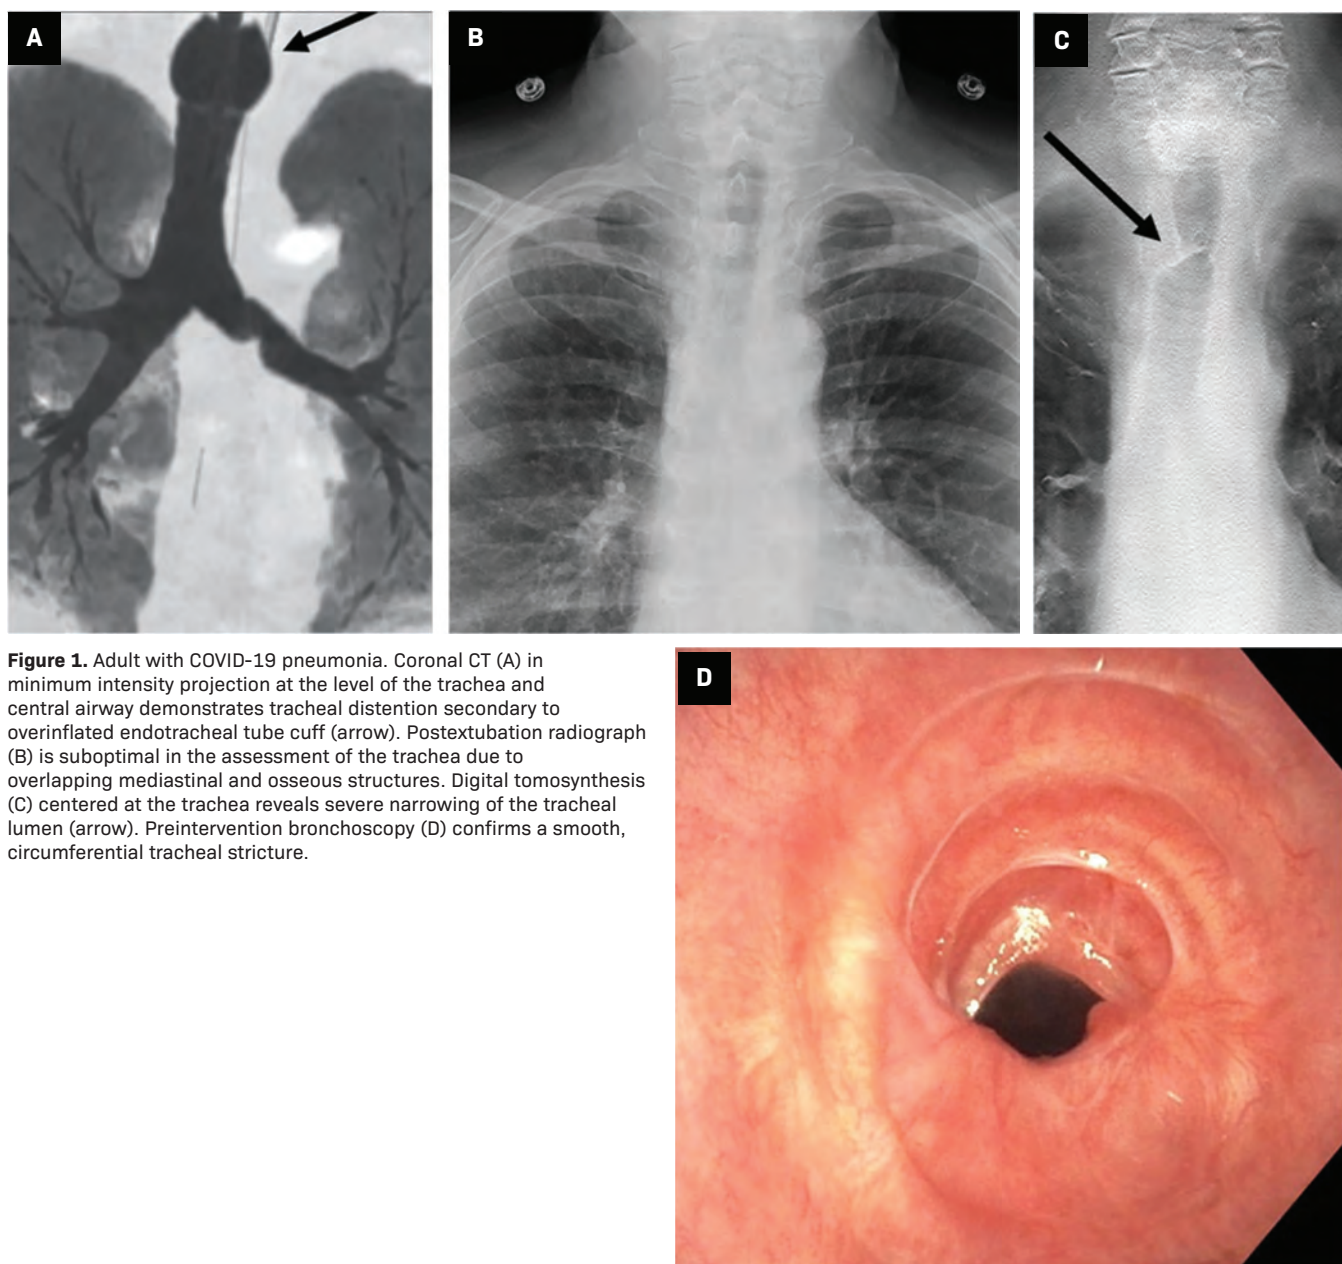 A
B
C
Figure 1. Adult with COVID-19 pneumonia. Coronal CT (A) in
minimum intensity projection at the level of the trachea and
central airway demonstrates tracheal distention secondary to
overinflated endotracheal tube cuff (arrow). Postextubation radiograph
(B) is suboptimal in the assessment of the trachea due to
overlapping mediastinal and osseous structures. Digital tomosynthesis
(C) centered at the trachea reveals severe narrowing of the tracheal
lumen (arrow). Preintervention bronchoscopy (D) confirms a smooth,
circumferential tracheal stricture.
D